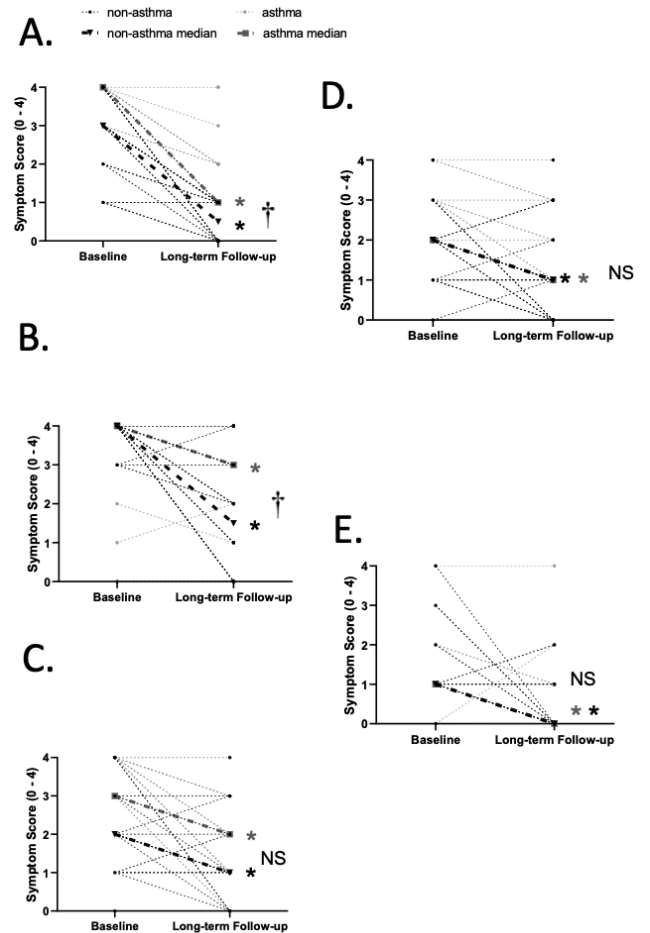 non-asthma
asthma
non-asthma median
asthma median
A.
Symptom Score (0 - 4)
4
3
2
1
0
* 
†
*
Baseline
Long-term Follow-up
B.
Symptom Score (0 - 4)
4
3
2
1
0
*
†
*
Baseline
Long-term Follow-up
C.
Symptom Score (0 - 4)
4
3
2
1
0
*
NS
*
Baseline
Long-term Follow-up
D.
Symptom Score (0 - 4)
4
3
2
1
0
* * NS
Baseline
Long-term Follow-up
E.
Symptom Score (0 - 4)
4
3
2
1
0
NS
* *
Baseline
Long-term Follow-up